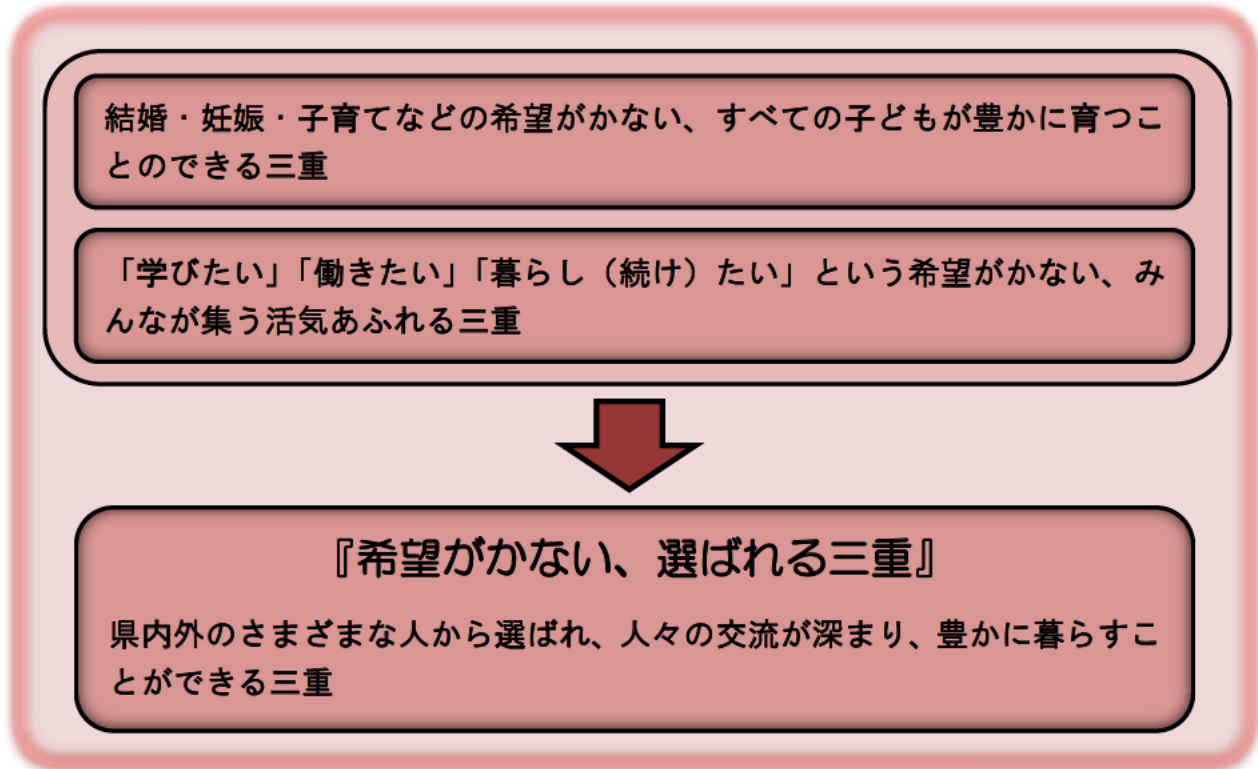 結婚・妊娠・子育てなどの希望がかない、すべての子どもが豊かに育つこ
とのできる三重
「学びたい」「働きたい」「暮らし（続け）たい」という希望がかない、み
んなが集う活気あふれる三重
『希望がかない、選ばれる三重』
県内外のさまざまな人から選ばれ、人々の交流が深まり、豊かに暮らすこ
とができる三重